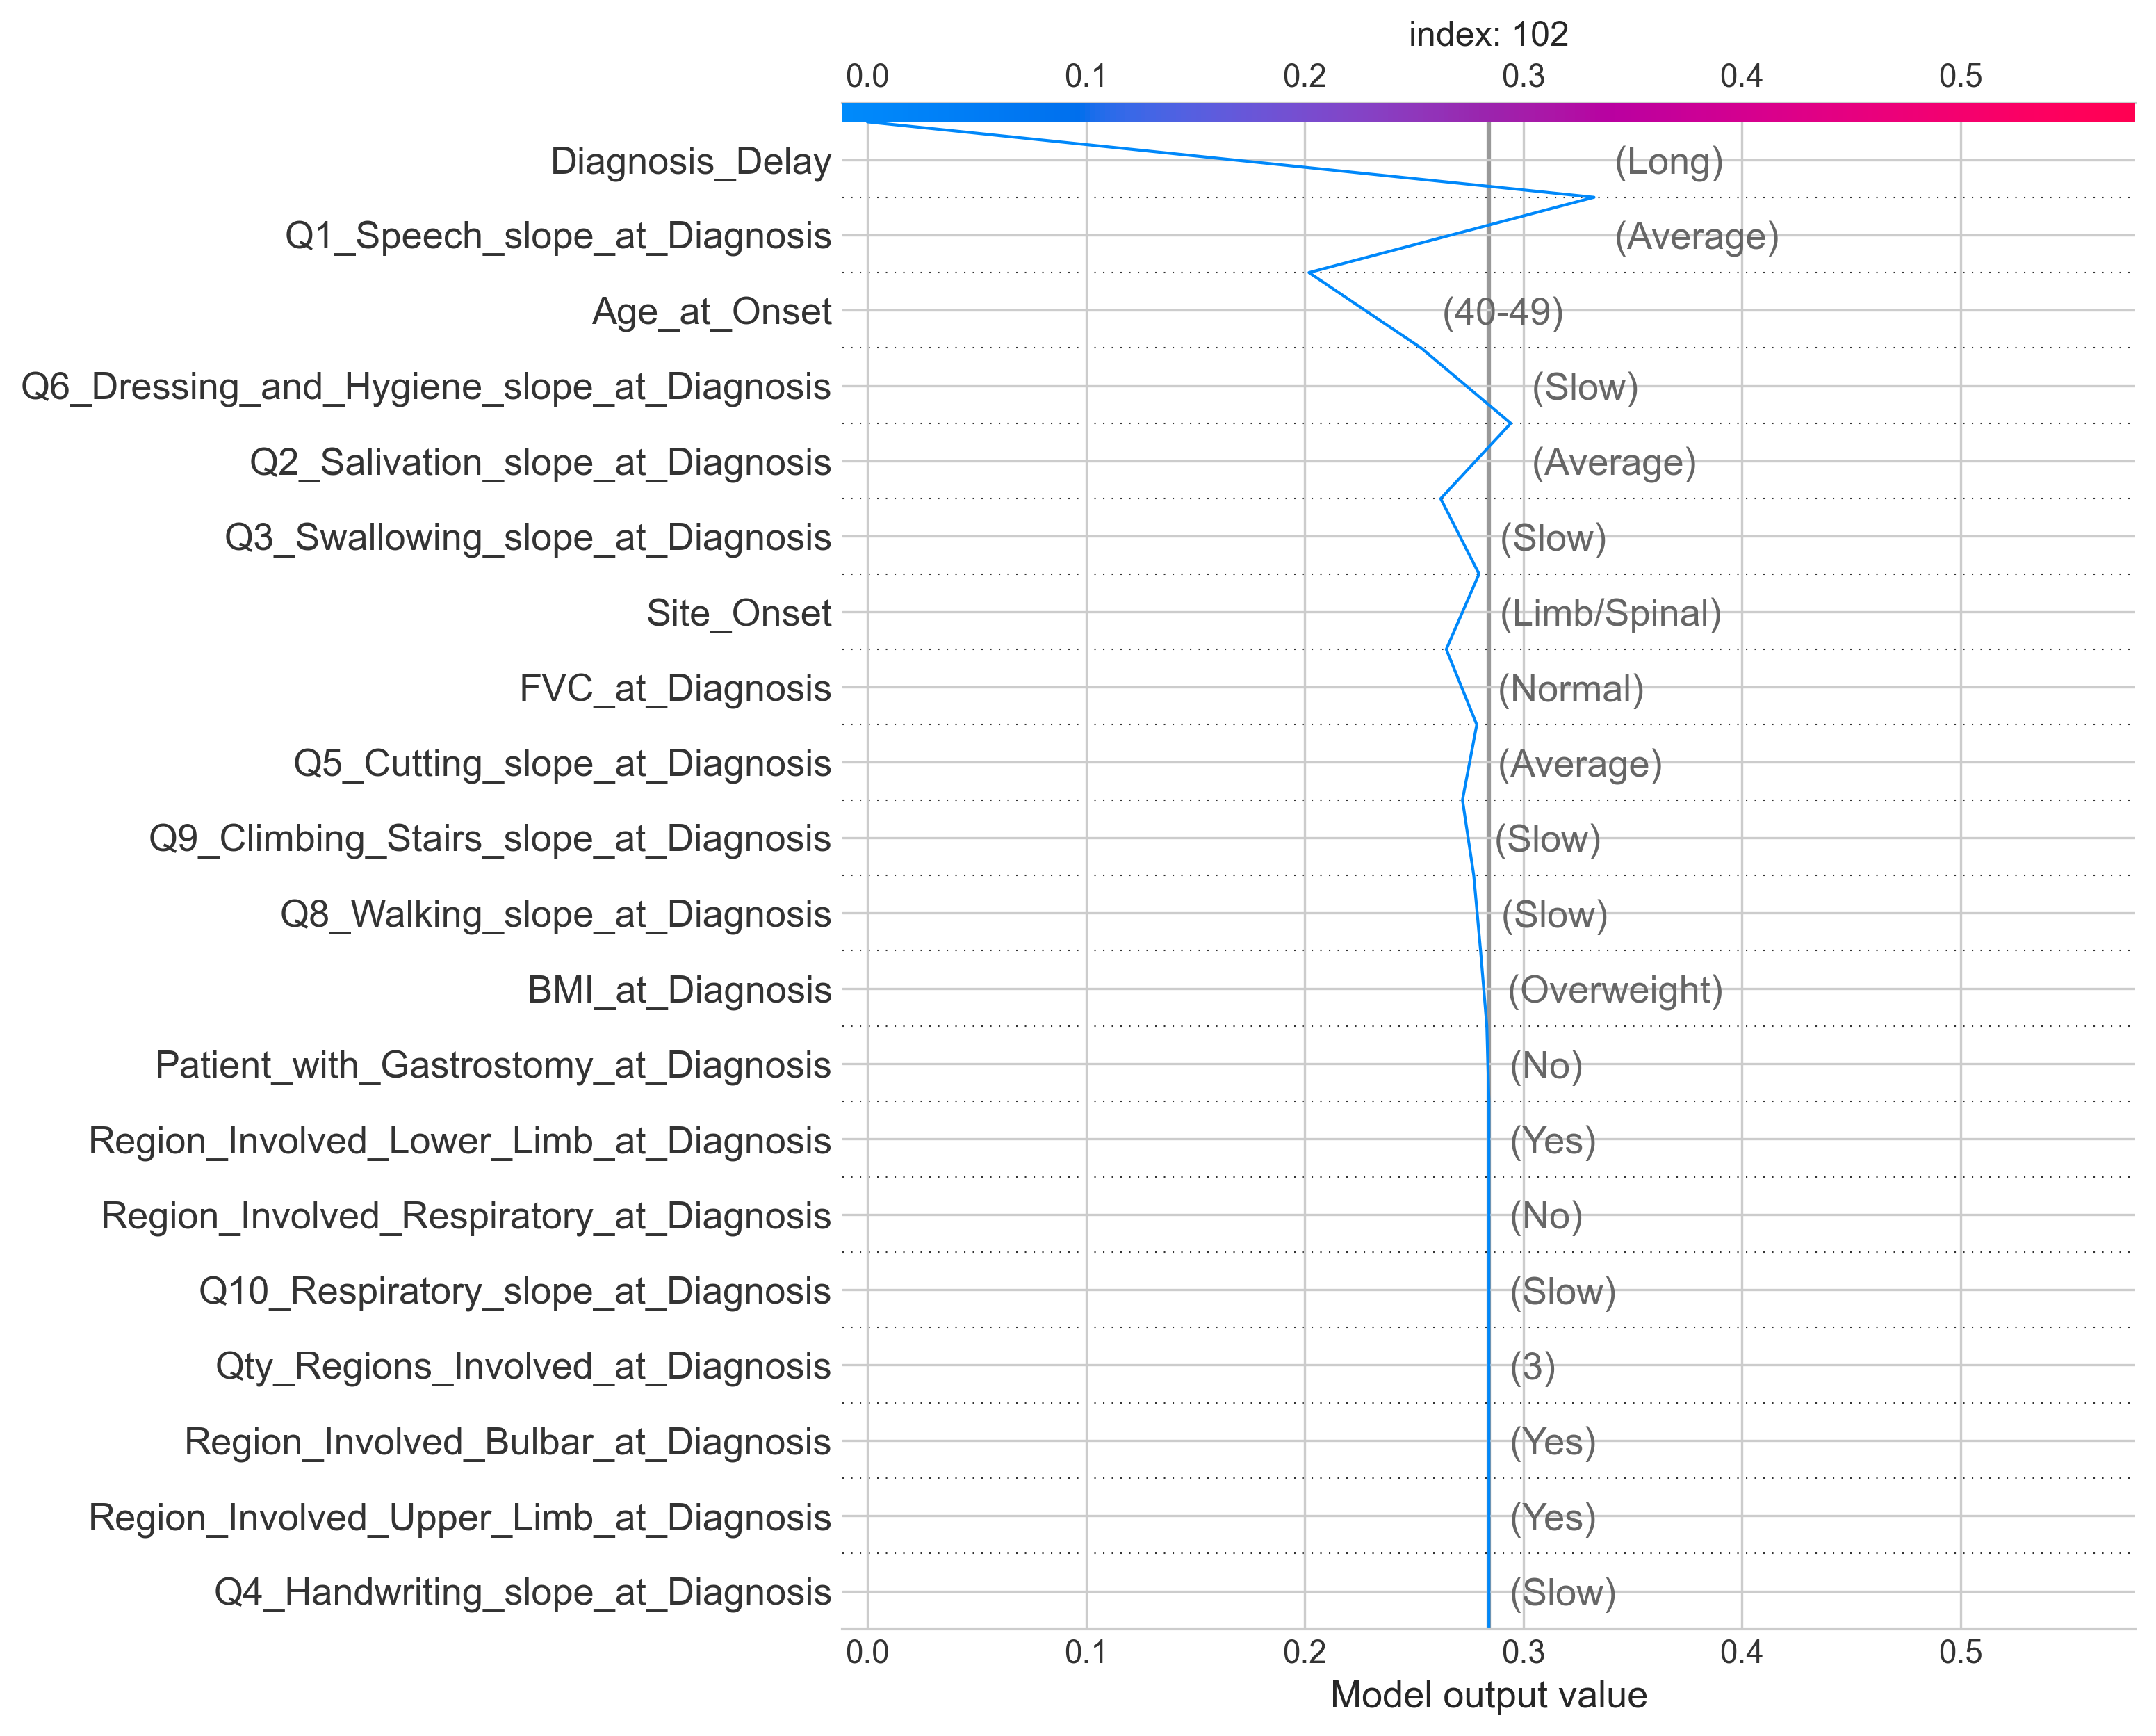 index: 102
0.0 0.1 0.2 0.3 0.4 0.5
Diagnosis_Delay (Long)
Q1_Speech_slope_at_Diagnosis (Average)
Age_at_Onset (40-49)
Q6_Dressing_and_Hygiene_slope_at_Diagnosis (Slow)
Q2_Salivation_slope_at_Diagnosis (Average)
Q3_Swallowing_slope_at_Diagnosis (Slow)
Site_Onset (Limb/Spinal)
FVC_at_Diagnosis (Normal)
Q5_Cutting_slope_at_Diagnosis (Average)
Q9_Climbing_Stairs_slope_at_Diagnosis (Slow)
Q8_Walking_slope_at_Diagnosis (Slow)
BMI_at_Diagnosis (Overweight)
Patient_with_Gastrostomy_at_Diagnosis (No)
Region_Involved_Lower_Limb_at_Diagnosis (Yes)
Region_Involved_Respiratory_at_Diagnosis (No)
Q10_Respiratory_slope_at_Diagnosis (Slow)
Qty_Regions_Involved_at_Diagnosis (3)
Region_Involved_Bulbar_at_Diagnosis (Yes)
Region_Involved_Upper_Limb_at_Diagnosis (Yes)
Q4_Handwriting_slope_at_Diagnosis (Slow)
0.0 0.1 0.2 0.3 0.4 0.5
Model output value